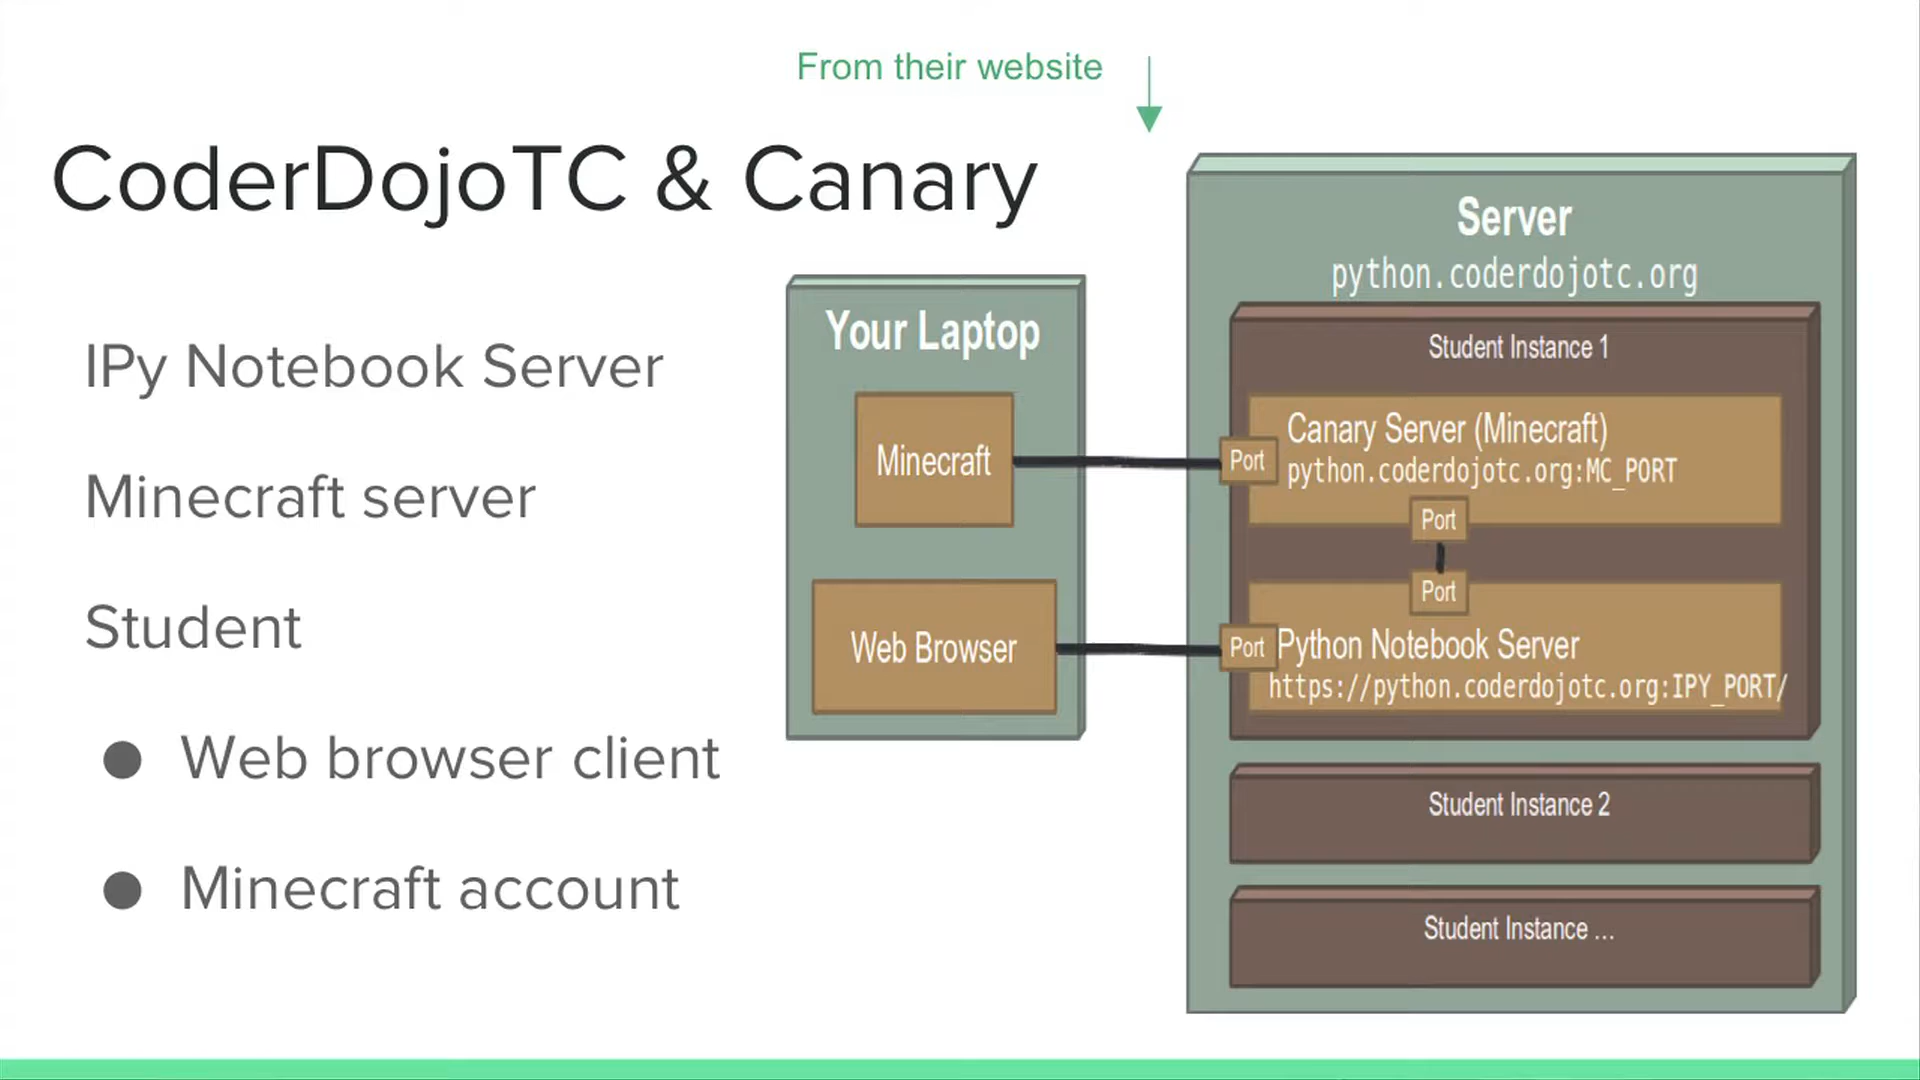 From their website
CoderDojoTC & Canary
IPy Notebook Server
Minecraft server
Student
● Web browser client
● Minecraft account
Your Laptop
Minecraft
Web Browser
Server
python.coderdojotc.org
Student Instance 1
Port
Canary Server (Minecraft)
python.coderdojotc.org:MC_PORT
Port
Port
Port
Python Notebook Server
https://python.coderdojotc.org:IPY_PORT/
Student Instance 2
Student Instance ...